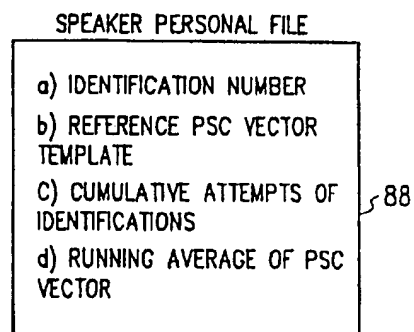 SPEAKER PERSONAL FILE
a) IDENTIFICATION NUMBER
b) REFERENCE PSC VECTOR
TEMPLATE
c) CUMULATIVE ATTEMPTS OF
IDENTIFICATIONS
d) RUNNING AVERAGE OF PSC
VECTOR
88